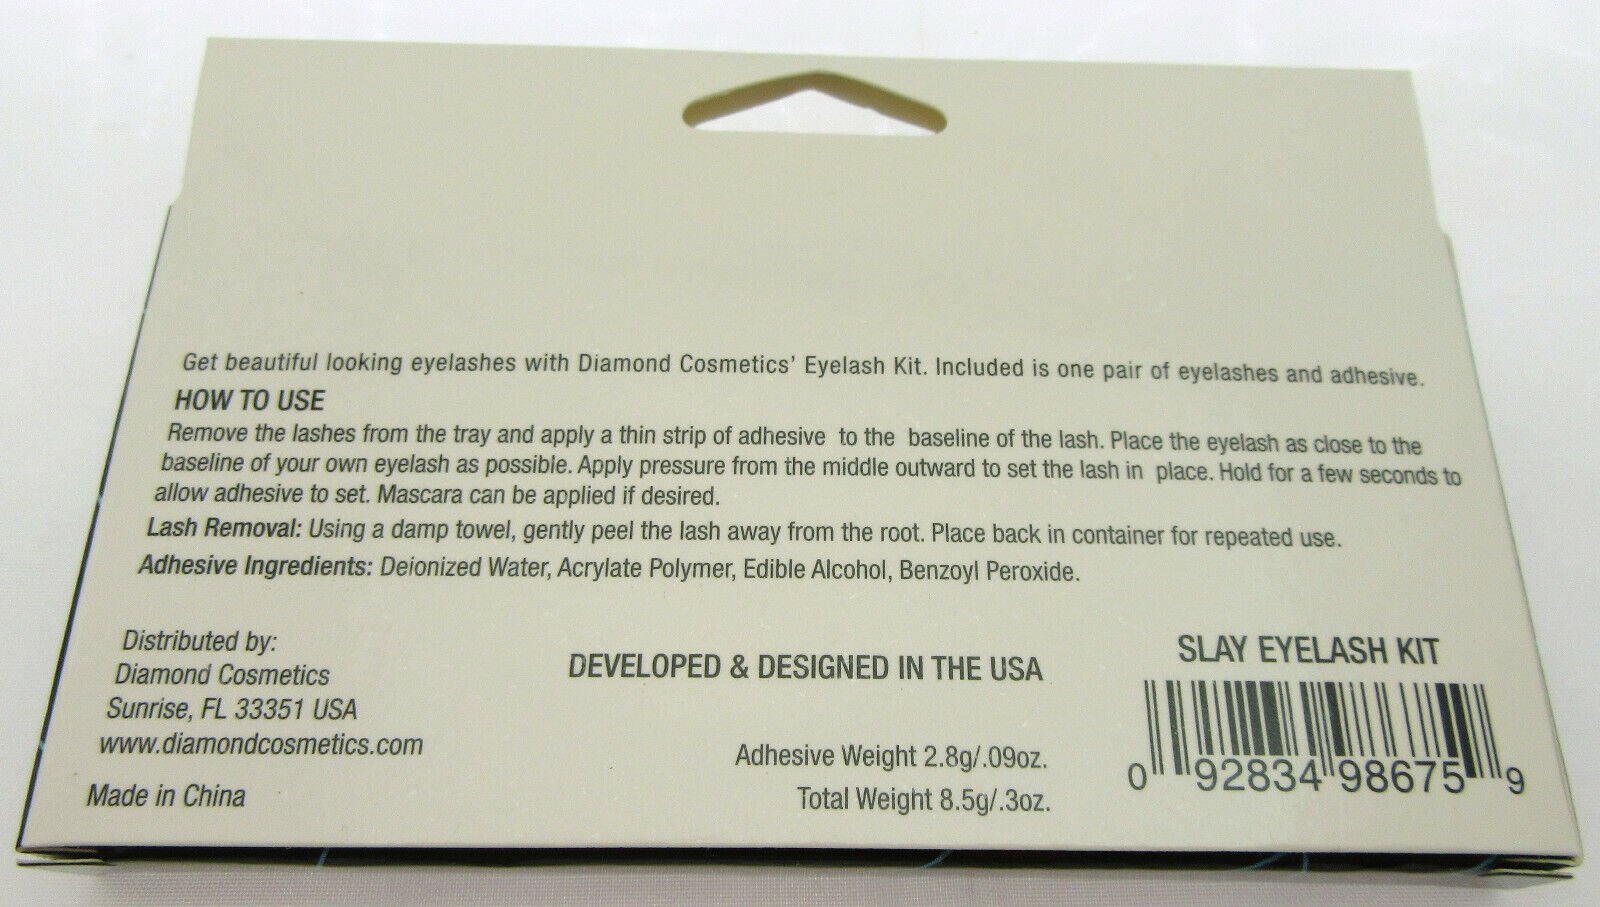 Get beautiful looking eyelashes with Diamond Cosmetics' Eyelash Kit. Included is one pair of eyelashes and adhesive.
HOW TO USE
Remove the lashes from the tray and apply a thin strip of adhesive to the baseline of the lash. Place the eyelash as close to the
baseline of your own eyelash as possible. Apply pressure from the middle outward to set the lash in place. Hold for a few seconds to
allow adhesive to set. Mascara can be applied if desired.
Lash Removal: Using a damp towel, gently peel the lash away from the root. Place back in container for repeated use.
Adhesive Ingredients: Deionized Water, Acrylate Polymer, Edible Alcohol, Benzoyl Peroxide.
Distributed by:
Diamond Cosmetics
Sunrise, FL 33351 USA
www.diamondcosmetics.com
Made in China
DEVELOPED & DESIGNED IN THE USA
Adhesive Weight 2.8g/.09oz.
Total Weight 8.5g/.3oz.
SLAY EYELASH KIT
0 92834 98675 9